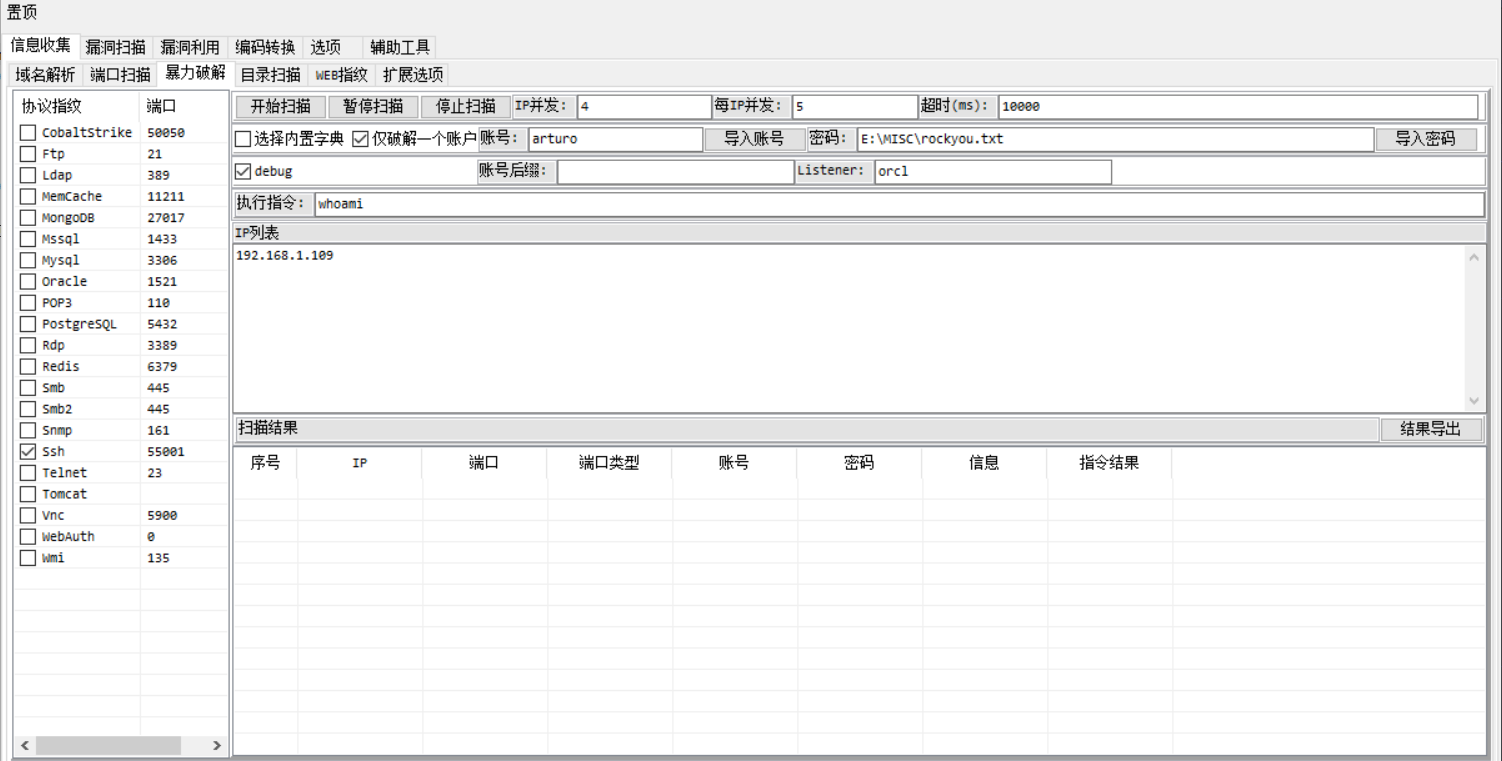 置顶
信息收集 漏洞扫描 漏洞利用 编码转换 选项 辅助工具
域名解析 端口扫描 暴力破解 目录扫描 WEB指纹 扩展选项
协议指纹 端口
CobaltStrike 50050
Ftp 21
Ldap 389
MemCache 11211
MongoDB 27017
Mssql 1433
Mysql 3306
Oracle 1521
POP3 110
PostgreSQL 5432
Rdp 3389
Redis 6379
Smb 445
Smb2 445
Snmp 161
Ssh 55001
Telnet 23
Tomcat
Vnc 5900
WebAuth 0
Wmi 135
开始扫描 暂停扫描 停止扫描 IP并发: 4 每IP并发: 5 超时(ms): 10000
选择内置字典 仅破解一个账户 账号: arturo 导入账号 密码: E:\MISC\rockyou.txt 导入密码
debug 账号后缀: Listener: orcl
执行指令: whoami
IP列表
192.168.1.109
扫描结果 结果导出
序号 IP 端口 端口类型 账号 密码 信息 指令结果